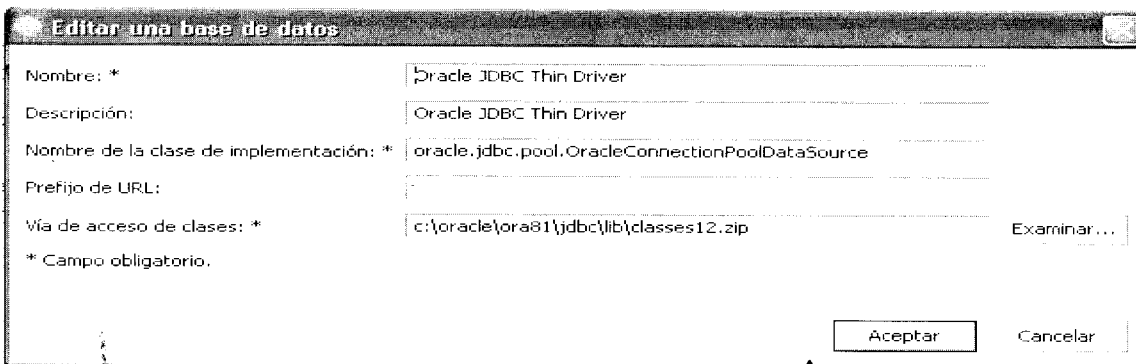 Editar una base de datos
Nombre: * Oracle JDBC Thin Driver
Descripción: Oracle JDBC Thin Driver
Nombre de la clase de implementación: * oracle.jdbc.pool.OracleConnectionPoolDataSource
Prefijo de URL:
Vía de acceso de clases: * c:\oracle\ora81\jdbc\lib\classes12.zip Examinar...
* Campo obligatorio.
Aceptar Cancelar